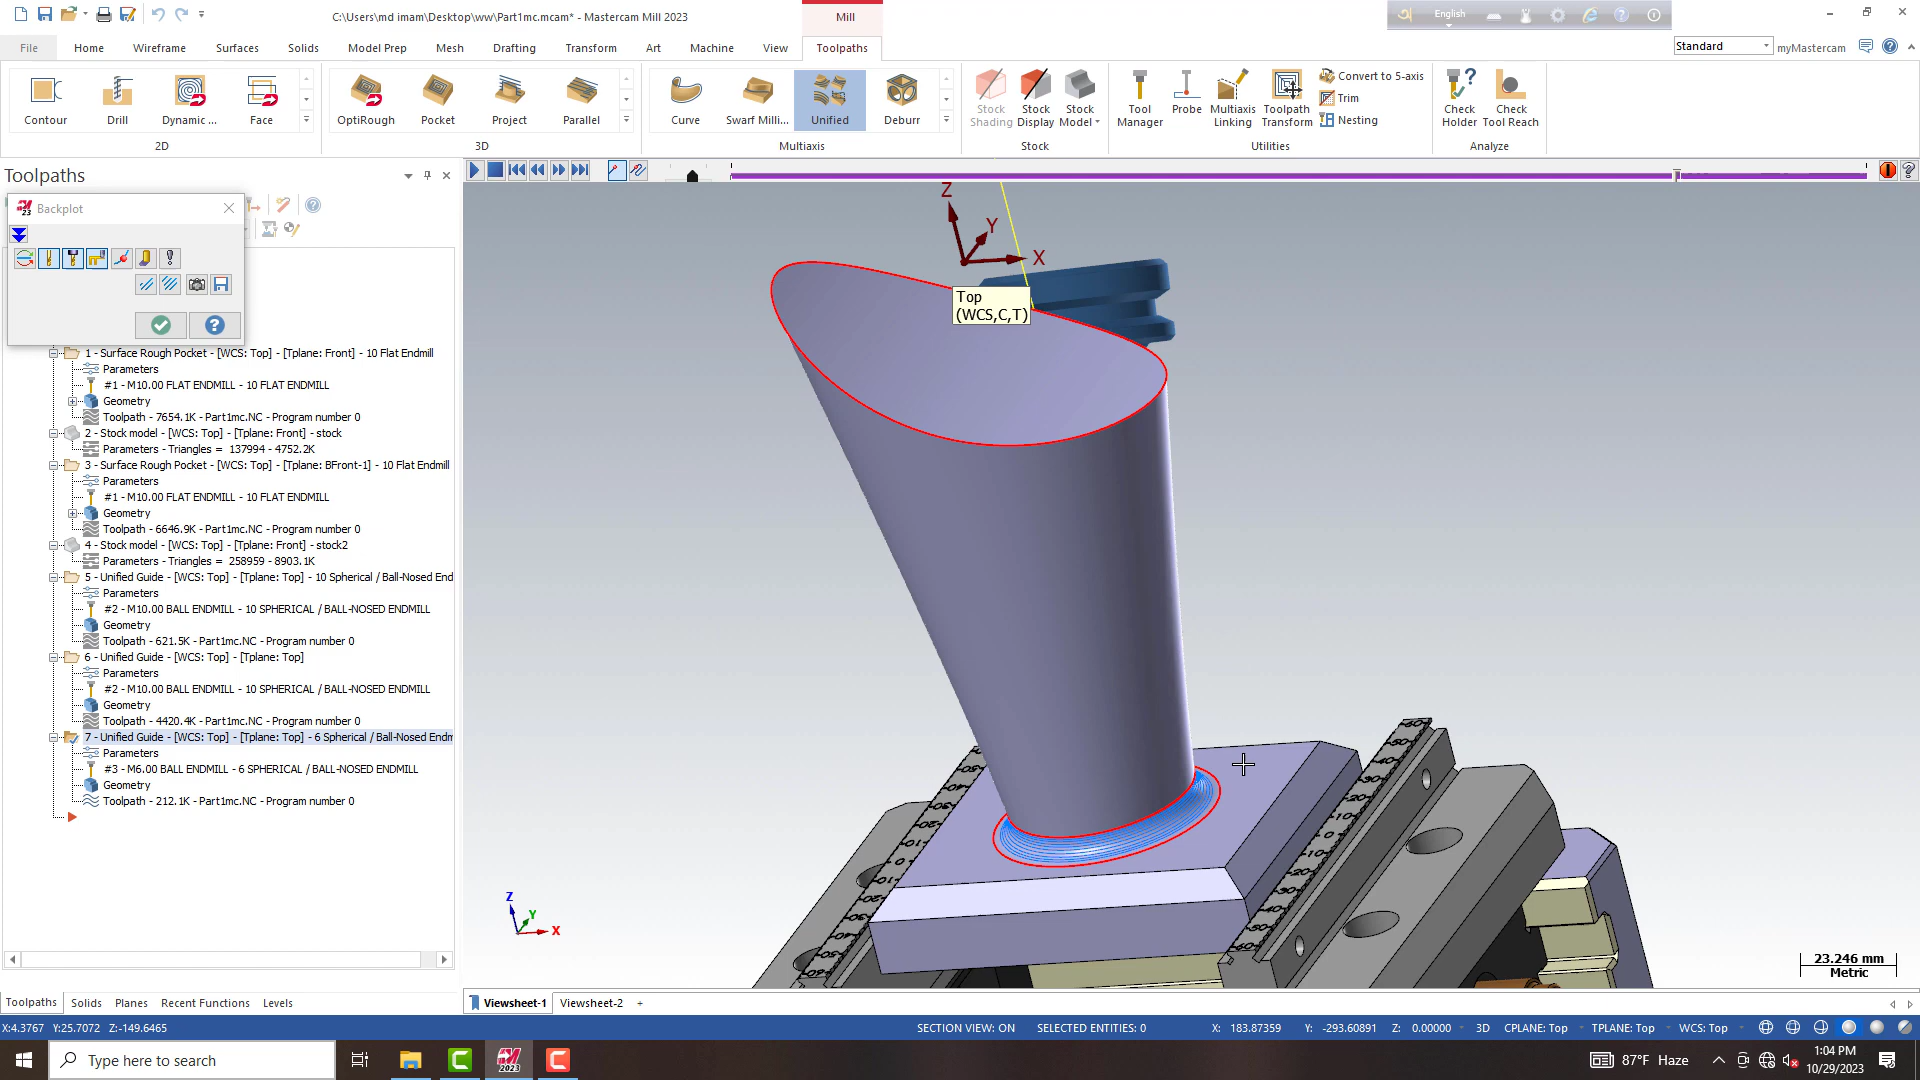 C:\Users\md imam\Desktop\ww\Part1mc.mcam* - Mastercam Mill 2023
Mill
English
File
Home
Wireframe
Surfaces
Solids
Model Prep
Mesh
Drafting
Transform
Art
Machine
View
Toolpaths
Standard
myMastercam
Contour
Drill
Dynamic ...
Face
OptiRough
Pocket
Project
Parallel
Curve
Swarf Milli...
Unified
Deburr
Stock Shading
Stock Display
Stock Model
Tool Manager
Probe
Multiaxis Linking
Toolpath Transform
Convert to 5-axis
Trim
Nesting
Check Holder
Check Tool Reach
2D
3D
Multiaxis
Stock
Utilities
Analyze
Toolpaths
Backplot
1 - Surface Rough Pocket - [WCS: Top] - [Tplane: Front] - 10 Flat Endmill
Parameters
#1 - M10.00 FLAT ENDMILL - 10 FLAT ENDMILL
Geometry
Toolpath - 7654.1K - Part1mc.NC - Program number 0
2 - Stock model - [WCS: Top] - [Tplane: Front] - stock
Parameters - Triangles = 137994 - 4752.2K
3 - Surface Rough Pocket - [WCS: Top] - [Tplane: BFront-1] - 10 Flat Endmill
Parameters
#1 - M10.00 FLAT ENDMILL - 10 FLAT ENDMILL
Geometry
Toolpath - 6646.9K - Part1mc.NC - Program number 0
4 - Stock model - [WCS: Top] - [Tplane: Front] - stock2
Parameters - Triangles = 258959 - 8903.1K
5 - Unified Guide - [WCS: Top] - [Tplane: Top] - 10 Spherical / Ball-Nosed End
Parameters
#2 - M10.00 BALL ENDMILL - 10 SPHERICAL / BALL-NOSED ENDMILL
Geometry
Toolpath - 621.5K - Part1mc.NC - Program number 0
6 - Unified Guide - [WCS: Top] - [Tplane: Top]
Parameters
#2 - M10.00 BALL ENDMILL - 10 SPHERICAL / BALL-NOSED ENDMILL
Geometry
Toolpath - 4420.4K - Part1mc.NC - Program number 0
7 - Unified Guide - [WCS: Top] - [Tplane: Top] - 6 Spherical / Ball-Nosed Endm
Parameters
#3 - M6.00 BALL ENDMILL - 6 SPHERICAL / BALL-NOSED ENDMILL
Geometry
Toolpath - 212.1K - Part1mc.NC - Program number 0
Z
Y
X
Top
(WCS,C,T)
Z
Y
X
23.246 mm
Metric
Toolpaths
Solids
Planes
Recent Functions
Levels
Viewsheet-1
Viewsheet-2
+
X:4.3767 Y:25.7072 Z:-149.6465
SECTION VIEW: ON
SELECTED ENTITIES: 0
X: 183.87359
Y: -293.60891
Z: 0.00000
3D
CPLANE: Top
TPLANE: Top
WCS: Top
Type here to search
2023
87°F Haze
1:04 PM
10/29/2023